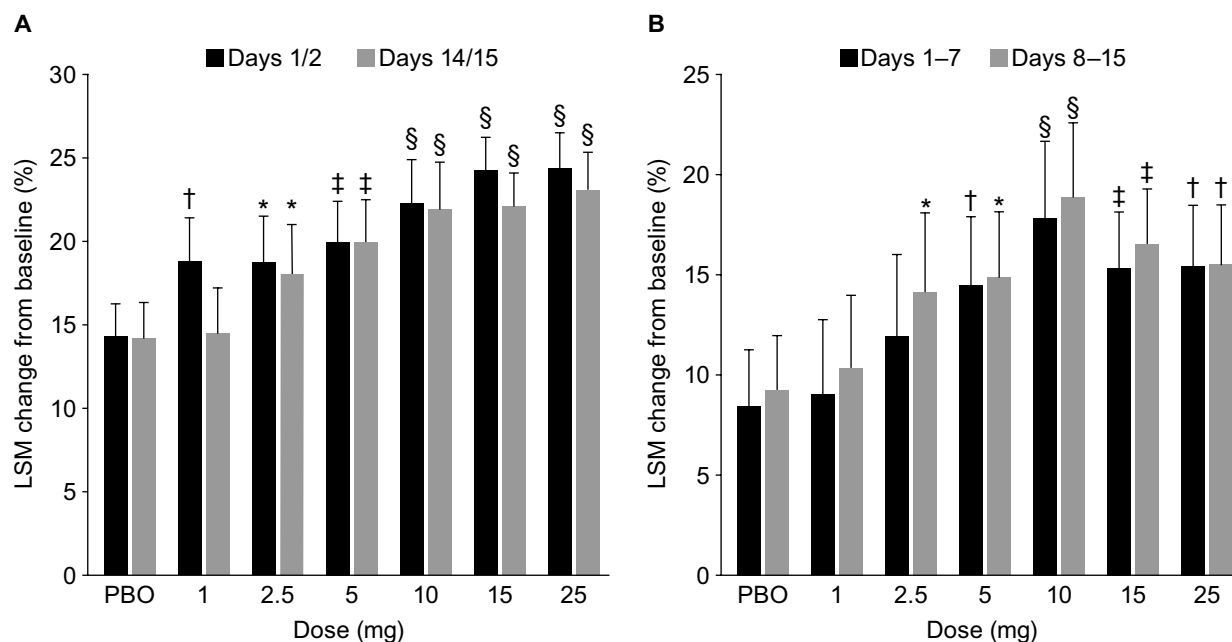 A
Days 1/2 Days 14/15
LSM change from baseline (%)
30
25
20
15
10
5
0
† * * ‡ ‡ § § § § § §
PBO 1 2.5 5 10 15 25
Dose (mg)
B
Days 1–7 Days 8–15
LSM change from baseline (%)
25
20
15
10
5
0
* † * § § ‡ ‡ † †
PBO 1 2.5 5 10 15 25
Dose (mg)